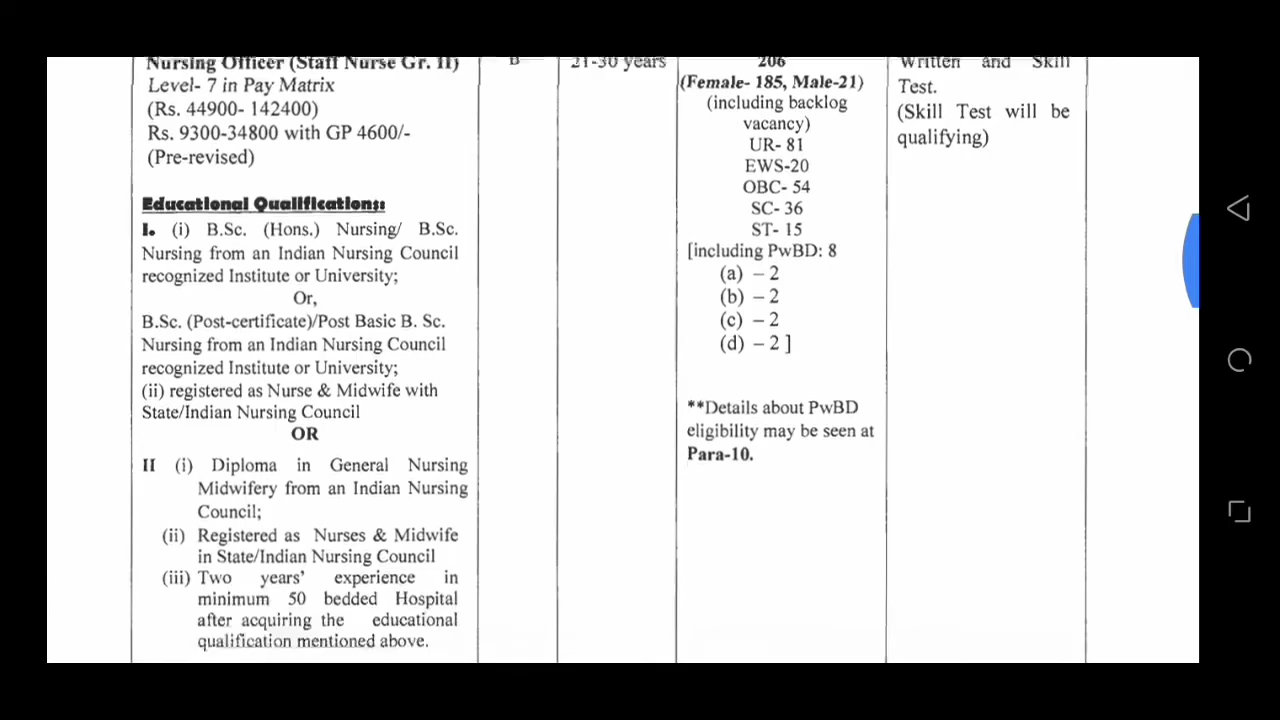 Nursing Officer (Staff Nurse Gr. II)
Level- 7 in Pay Matrix
(Rs. 44900- 142400)
Rs. 9300-34800 with GP 4600/-
(Pre-revised)
Educational Qualifications:
I. (i) B.Sc. (Hons.) Nursing/ B.Sc.
Nursing from an Indian Nursing Council
recognized Institute or University;
Or,
B.Sc. (Post-certificate)/Post Basic B. Sc.
Nursing from an Indian Nursing Council
recognized Institute or University;
(ii) registered as Nurse & Midwife with
State/Indian Nursing Council
OR
II (i) Diploma in General Nursing
Midwifery from an Indian Nursing
Council;
(ii) Registered as Nurses & Midwife
in State/Indian Nursing Council
(iii) Two years' experience in
minimum 50 bedded Hospital
after acquiring the educational
qualification mentioned above.
B
21-30 years
206
(Female- 185, Male-21)
(including backlog
vacancy)
UR- 81
EWS-20
OBC- 54
SC- 36
ST- 15
[including PwBD: 8
(a) – 2
(b) – 2
(c) – 2
(d) – 2 ]
**Details about PwBD
eligibility may be seen at
Para-10.
Written and Skill
Test.
(Skill Test will be
qualifying)